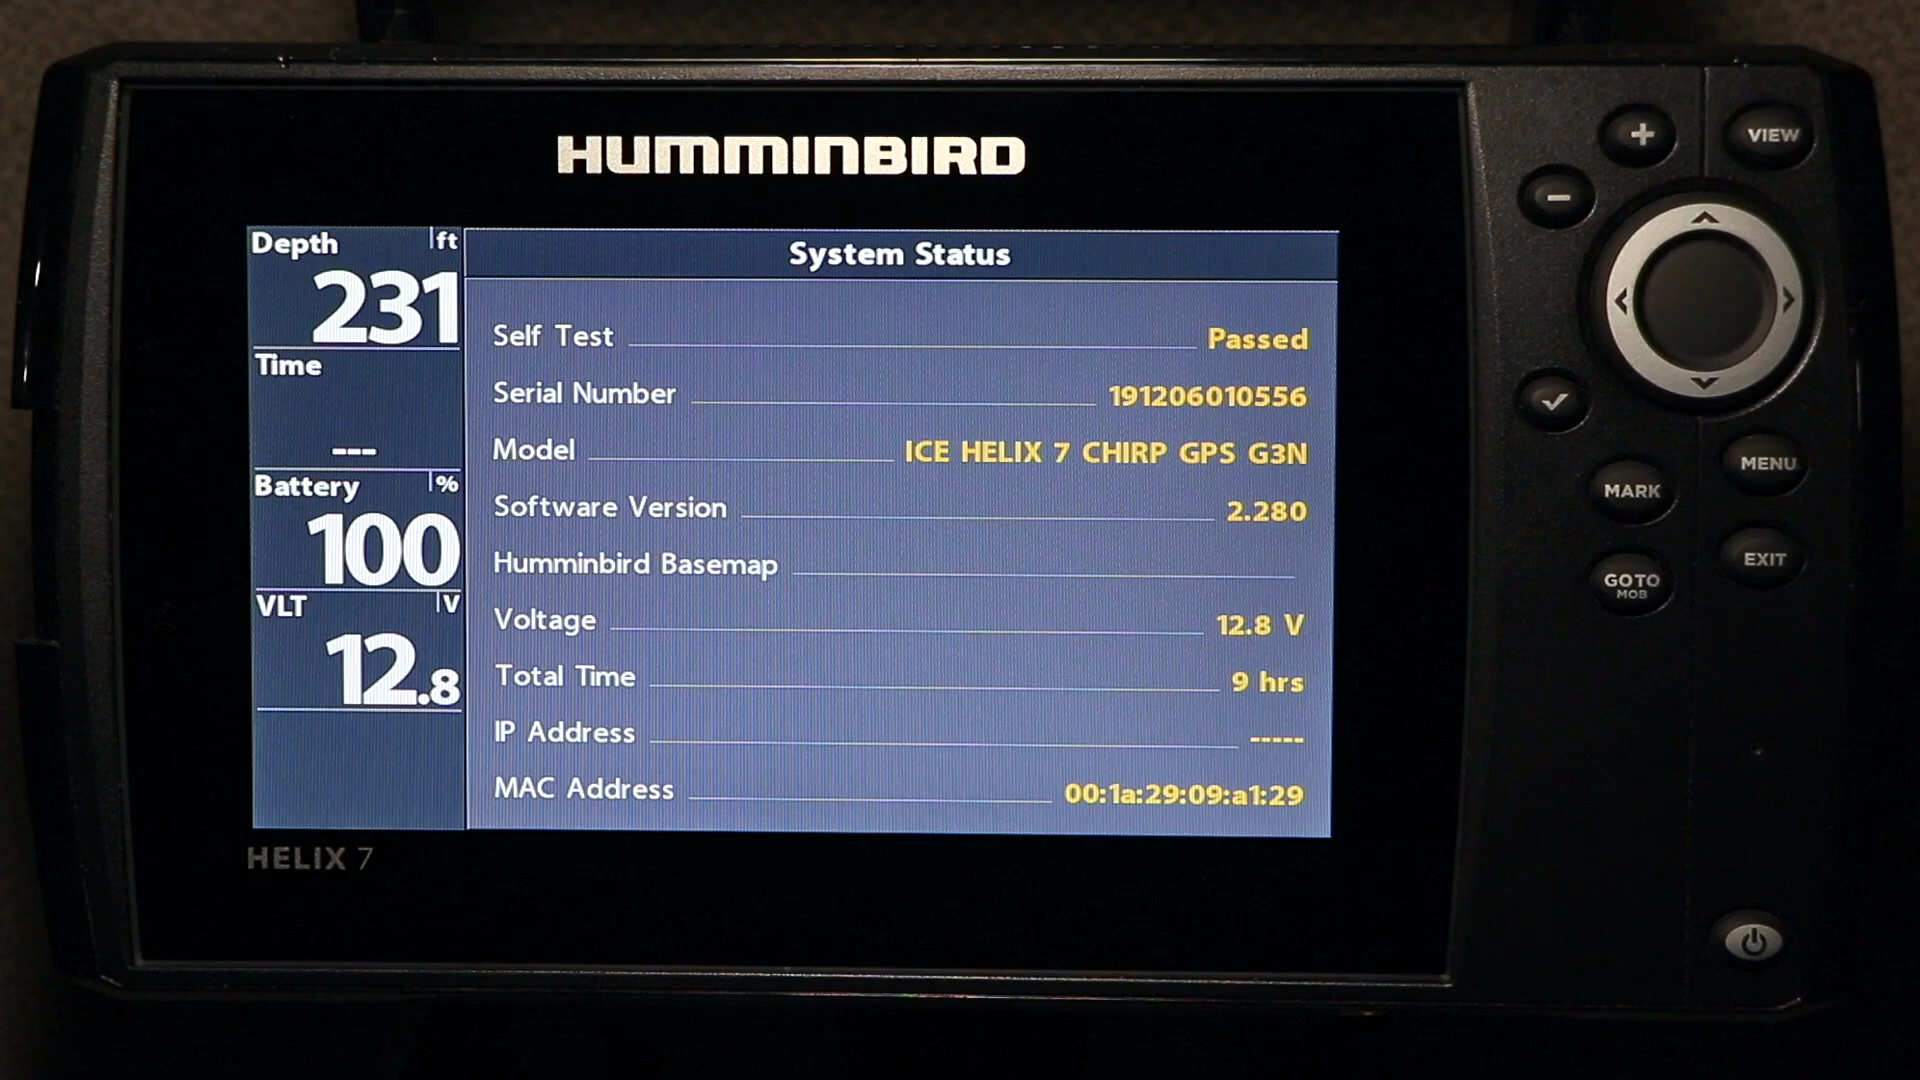 HUMMINBIRD
Depth ft
231
Time
---
Battery %
100
VLT V
12.8
System Status
Self Test Passed
Serial Number 191206010556
Model ICE HELIX 7 CHIRP GPS G3N
Software Version 2.280
Humminbird Basemap
Voltage 12.8 V
Total Time 9 hrs
IP Address -----
MAC Address 00:1a:29:09:a1:29
HELIX 7
+
VIEW
-
MENU
MARK
EXIT
GO TO
MOB